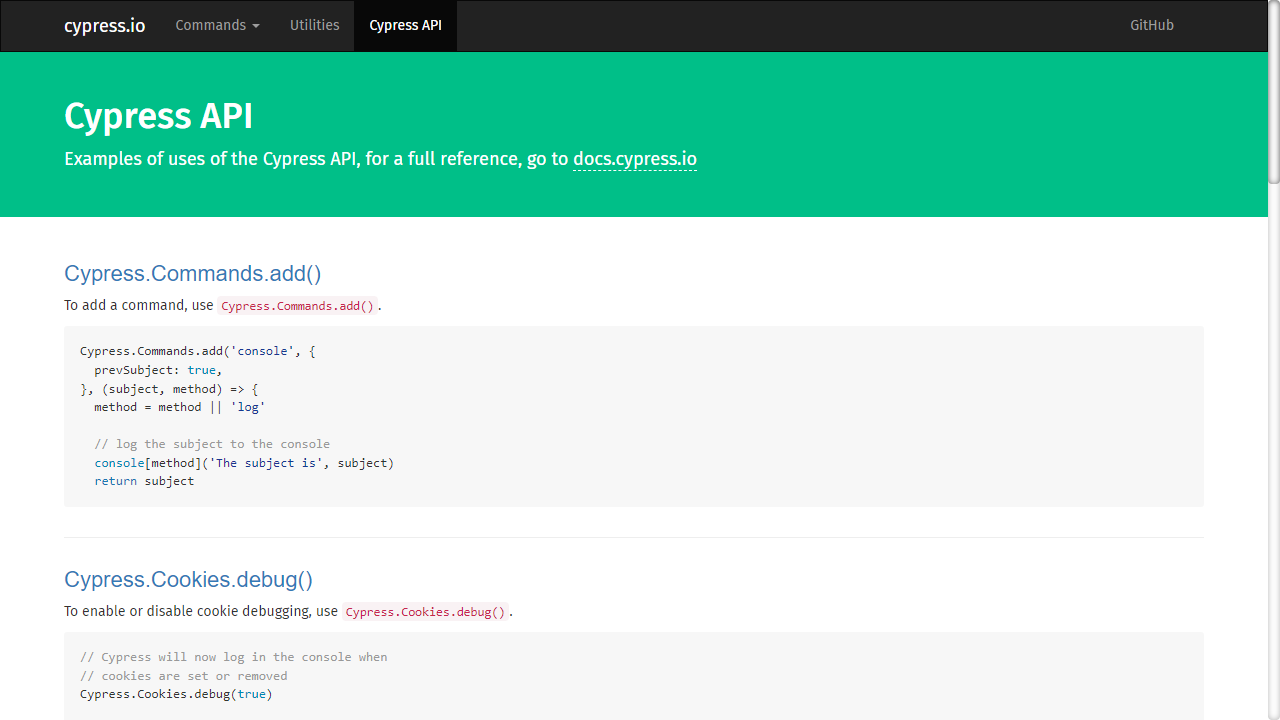 cypress.io Commands Utilities Cypress API GitHub
Cypress API
Examples of uses of the Cypress API, for a full reference, go to docs.cypress.io
Cypress.Commands.add()
To add a command, use Cypress.Commands.add().
Cypress.Commands.add('console', {
  prevSubject: true,
}, (subject, method) => {
  method = method || 'log'
  // log the subject to the console
  console[method]('The subject is', subject)
  return subject
Cypress.Cookies.debug()
To enable or disable cookie debugging, use Cypress.Cookies.debug().
// Cypress will now log in the console when
// cookies are set or removed
Cypress.Cookies.debug(true)